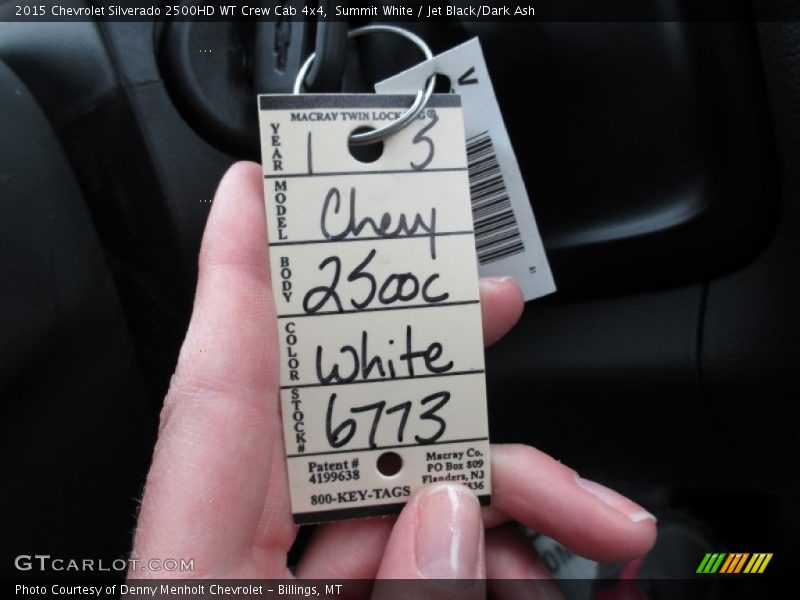 2015 Chevrolet Silverado 2500HD WT Crew Cab 4x4, Summit White / Jet Black/Dark Ash
V
MACRAY TWIN LOCK G®
YEAR 1 3
MODEL Chevy
BODY 2500C
COLOR White
STOCK# 6773
Patent #
4199638
800-KEY-TAGS
Macray Co.
PO Box 809
Flanders, NJ
7836
GTCARLOT.COM
Photo Courtesy of Denny Menholt Chevrolet – Billings, MT